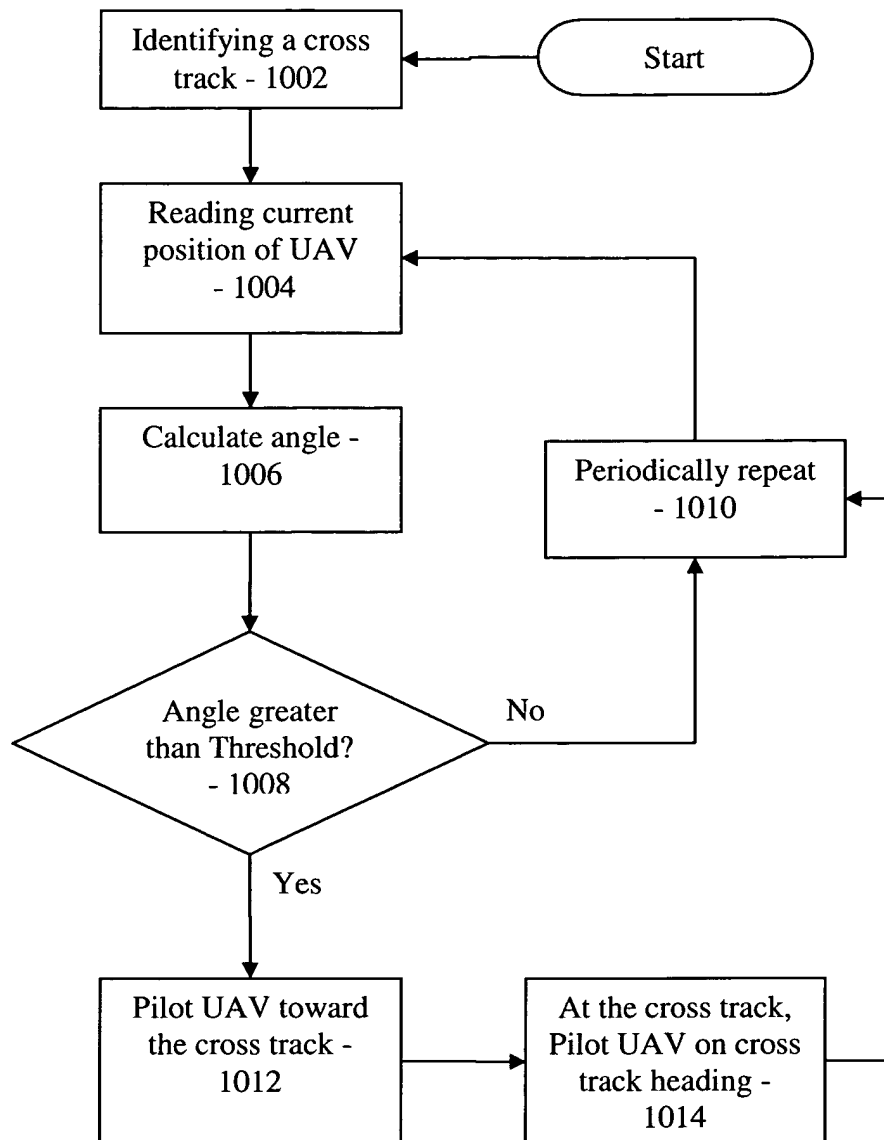 Identifying a cross
track - 1002
Start
Reading current
position of UAV
- 1004
Calculate angle -
1006
Periodically repeat
- 1010
Angle greater
than Threshold?
- 1008
No
Yes
Pilot UAV toward
the cross track -
1012
At the cross track,
Pilot UAV on cross
track heading -
1014